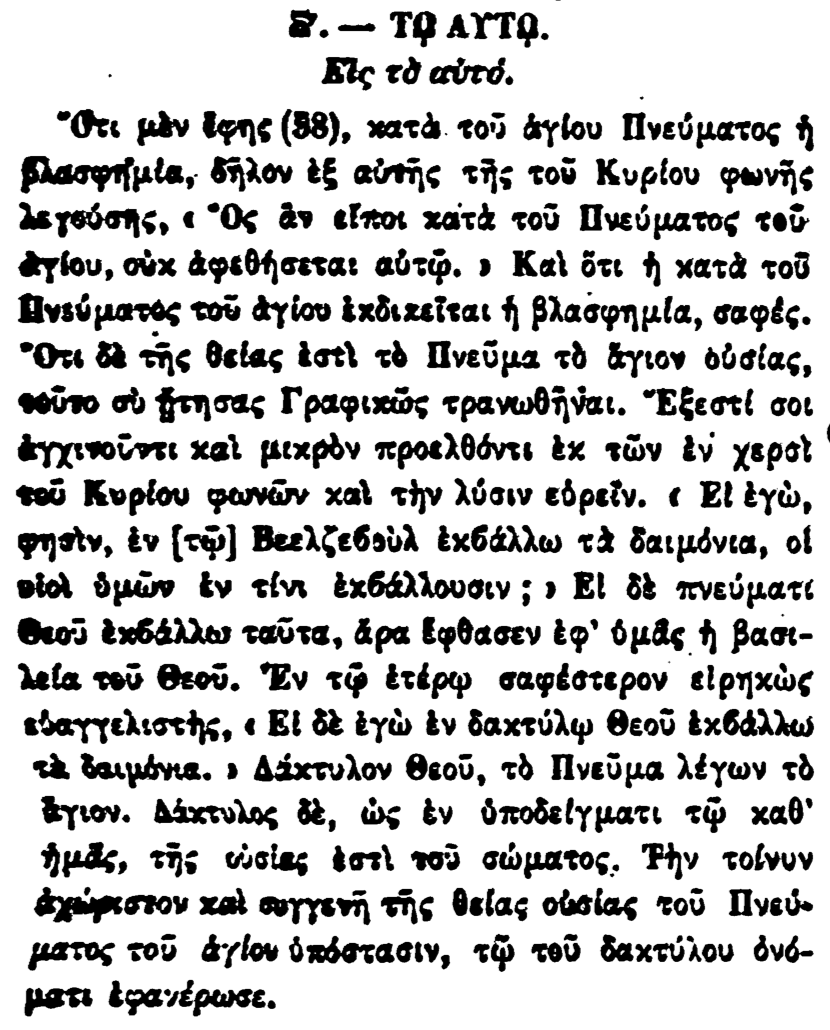 Ϛʹ. — ΤΩ ΑΥΤΩ.
Εἰς τὸ αὐτό.
Ὅτι μὲν ἔφης (38), κατὰ τοῦ ἁγίου Πνεύματος ἡ
βλασφημία, δῆλον ἐξ αὐτῆς τῆς τοῦ Κυρίου φωνῆς
λεγούσης, « Ὃς ἂν εἴποι κατὰ τοῦ Πνεύματος τοῦ
ἁγίου, οὐκ ἀφεθήσεται αὐτῷ. » Καὶ ὅτι ἡ κατὰ τοῦ
Πνεύματος τοῦ ἁγίου ἐκδικεῖται ἡ βλασφημία, σαφές.
Ὅτι δὲ τῆς θείας ἐστὶ τὸ Πνεῦμα τὸ ἅγιον οὐσίας,
τοῦτο σὺ ᾔτησας Γραφικῶς τρανωθῆναι. Ἔξεστί σοι
ἀγχινοῦντι καὶ μικρὸν προελθόντι ἐκ τῶν ἐν χερσὶ
τοῦ Κυρίου φωνῶν καὶ τὴν λύσιν εὑρεῖν. « Εἰ ἐγὼ,
φησὶν, ἐν [τῷ] Βεελζεβοὺλ ἐκβάλλω τὰ δαιμόνια, οἱ
υἱοὶ ὑμῶν ἐν τίνι ἐκβάλλουσιν ; » Εἰ δὲ πνεύματι
Θεοῦ ἐκβάλλω ταῦτα, ἄρα ἔφθασεν ἐφ' ὑμᾶς ἡ βασι-
λεία τοῦ Θεοῦ. Ἐν τῷ ἑτέρῳ σαφέστερον εἰρηκὼς
εὐαγγελιστὴς, « Εἰ δὲ ἐγὼ ἐν δακτύλῳ Θεοῦ ἐκβάλλω
τὰ δαιμόνια. » Δάκτυλον Θεοῦ, τὸ Πνεῦμα λέγων τὸ
ἅγιον. Δάκτυλος δὲ, ὡς ἐν ὑποδείγματι τῷ καθ'
ἡμᾶς, τῆς οὐσίας ἐστὶ τοῦ σώματος. Τὴν τοίνυν
ἀχώριστον καὶ συγγενῆ τῆς θείας οὐσίας τοῦ Πνεύ-
ματος τοῦ ἁγίου ὑπόστασιν, τῷ τοῦ δακτύλου ὀνό-
ματι ἐφανέρωσε.